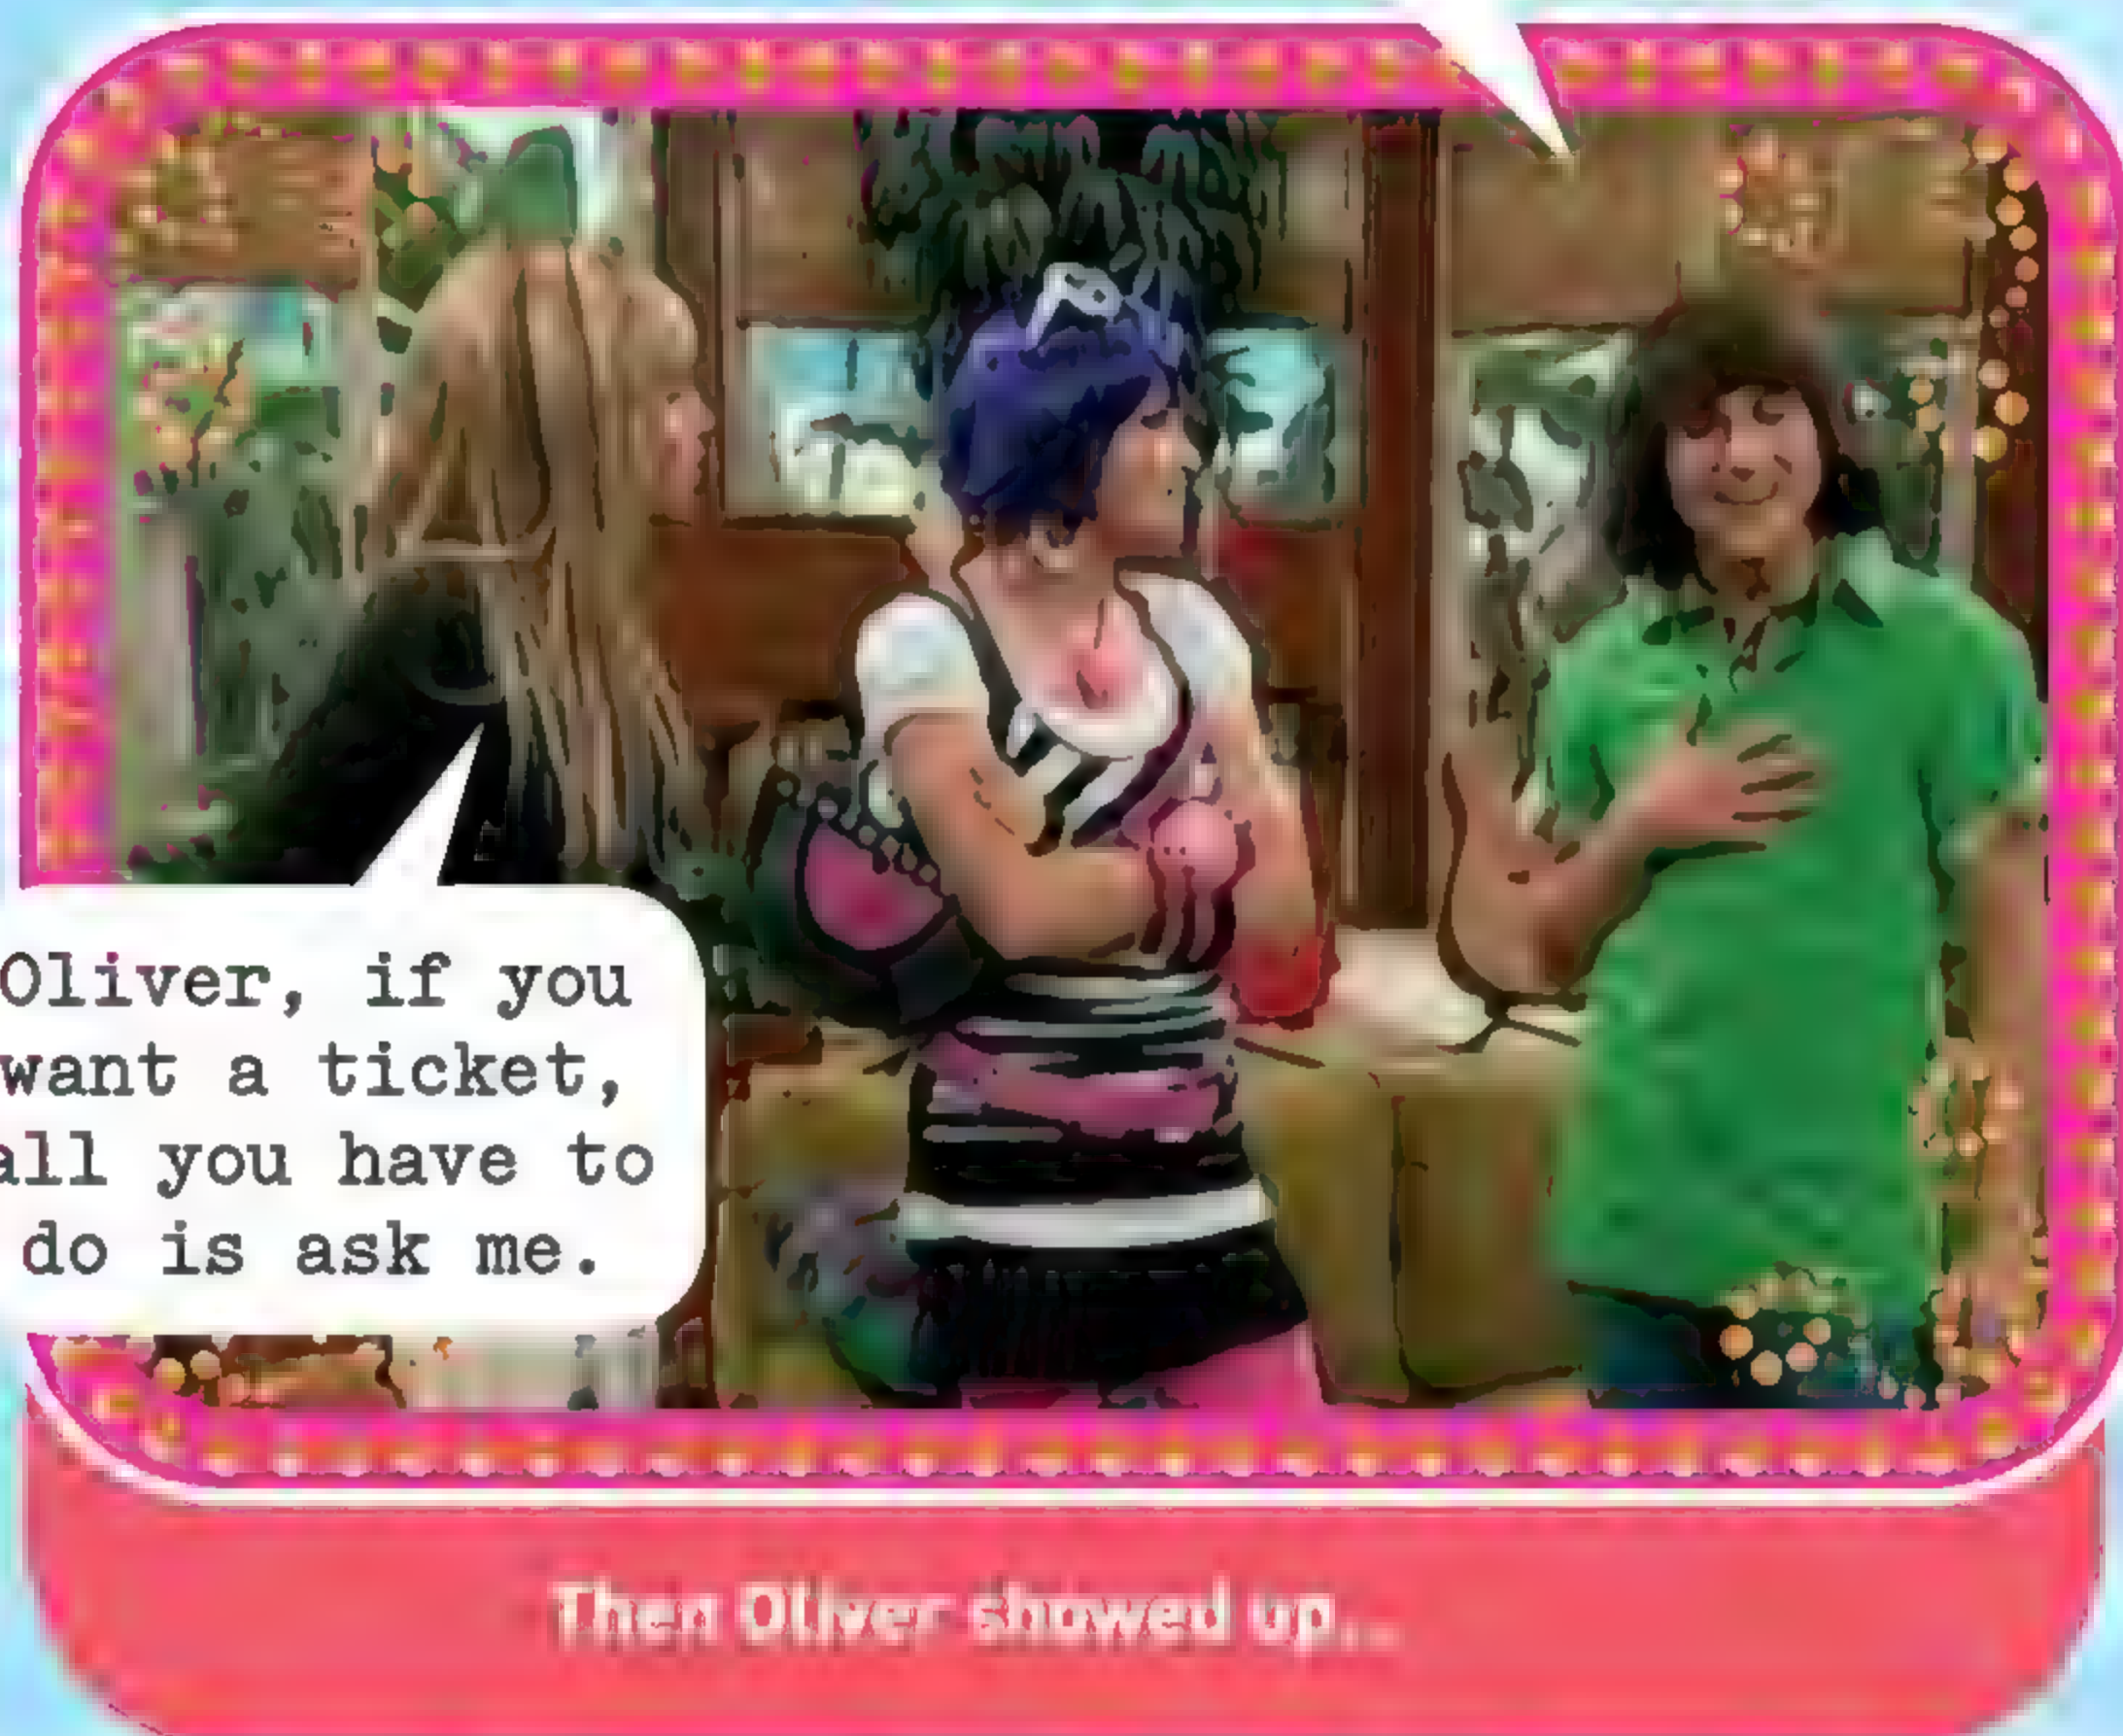 Oliver, if you
want a ticket,
all you have to
do is ask me.
Then Oliver showed up...